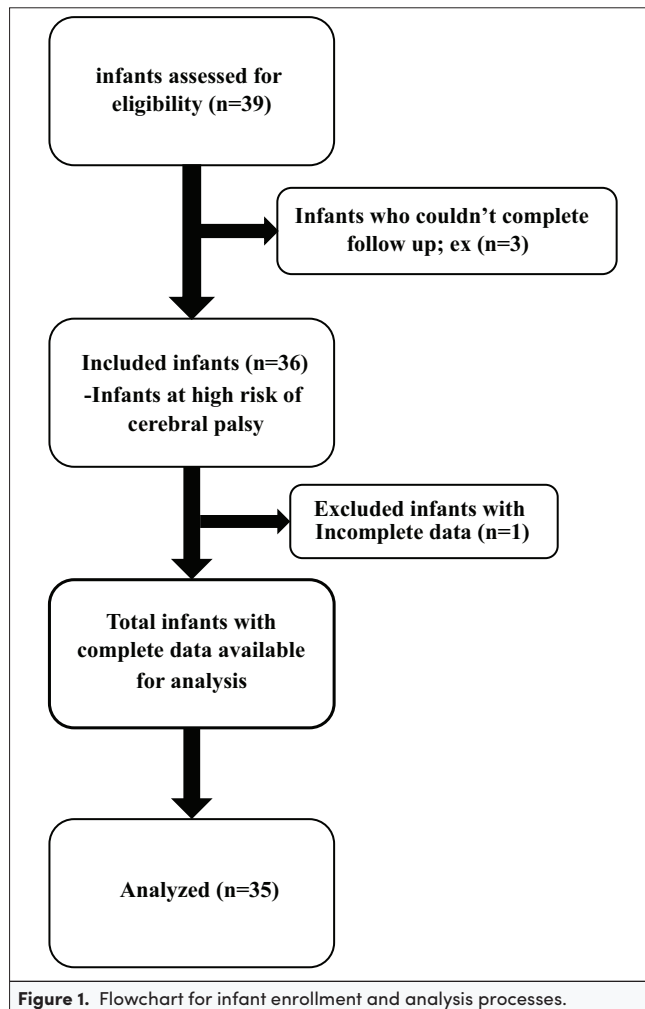 infants assessed for
eligibility (n=39)
Infants who couldn’t complete
follow up; ex (n=3)
Included infants (n=36)
-Infants at high risk of
cerebral palsy
Excluded infants with
Incomplete data (n=1)
Total infants with
complete data available
for analysis
Analyzed (n=35)
Figure 1. Flowchart for infant enrollment and analysis processes.